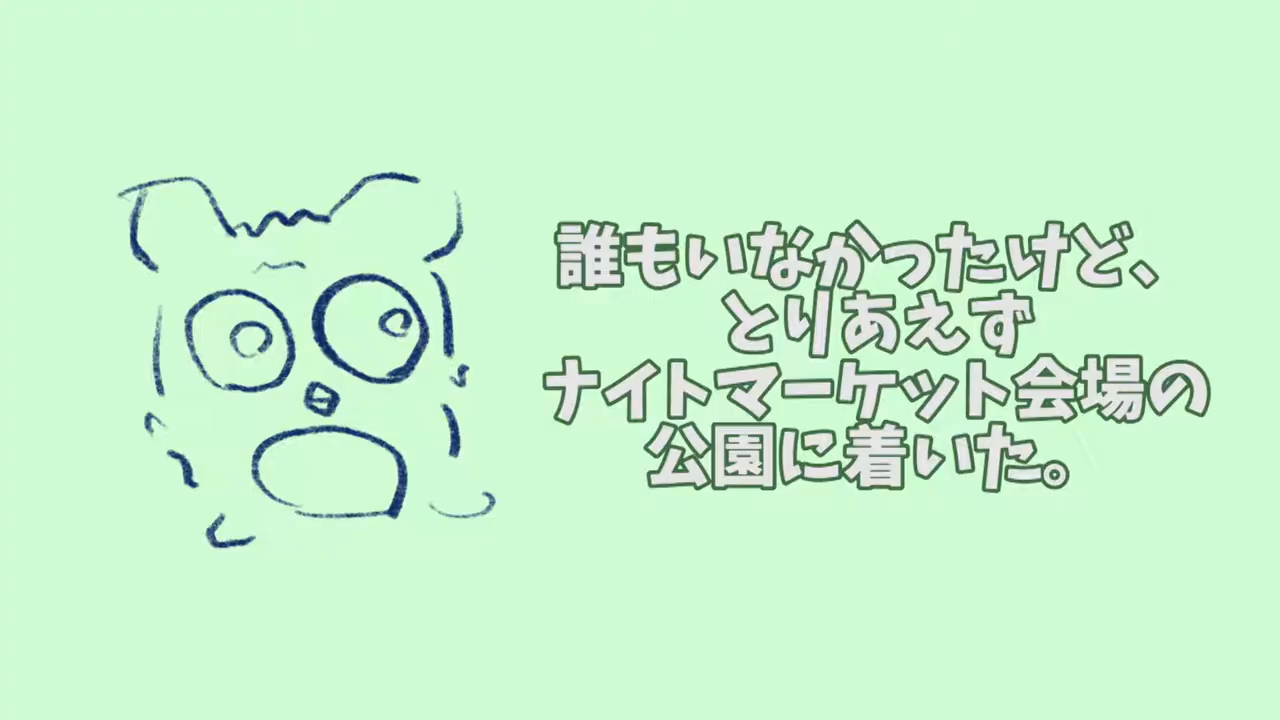 誰もいなかったけど、
とりあえず
ナイトマーケット会場の
公園に着いた。